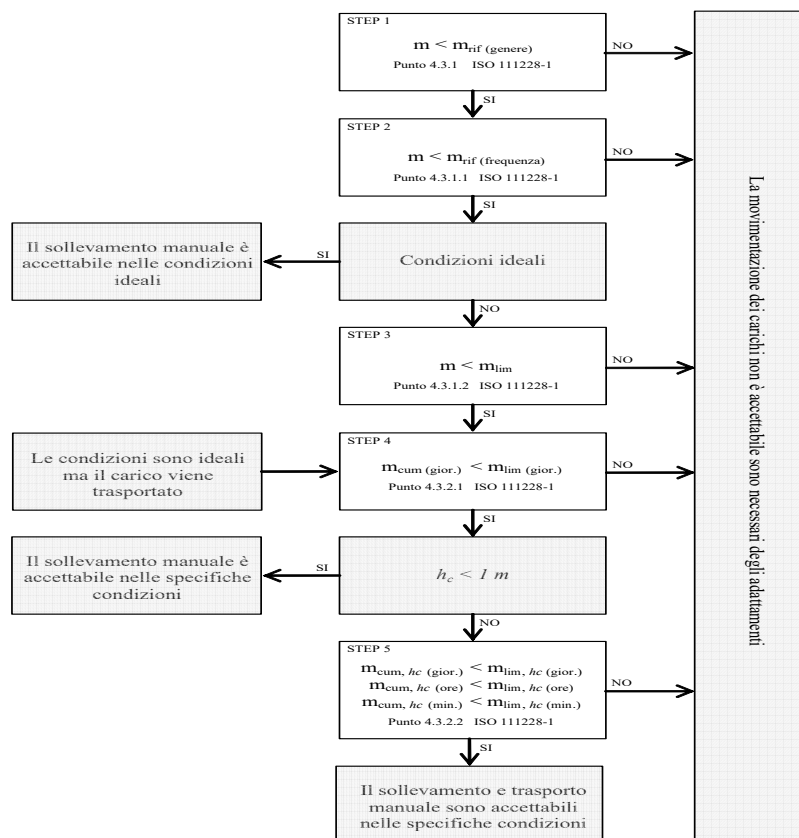 STEP 1
m < mrif (genere)
Punto 4.3.1 ISO 111228-1
NO
SI
STEP 2
m < mrif (frequenza)
Punto 4.3.1.1 ISO 111228-1
NO
SI
Il sollevamento manuale è
accettabile nelle condizioni
ideali
SI
Condizioni ideali
NO
STEP 3
m < mlim
Punto 4.3.1.2 ISO 111228-1
NO
SI
Le condizioni sono ideali
ma il carico viene
trasportato
STEP 4
mcum (gior.) < mlim (gior.)
Punto 4.3.2.1 ISO 111228-1
NO
SI
Il sollevamento manuale è
accettabile nelle specifiche
condizioni
SI
hc < 1 m
NO
STEP 5
mcum, hc (gior.) < mlim, hc (gior.)
mcum, hc (ore) < mlim, hc (ore)
mcum, hc (min.) < mlim, hc (min.)
Punto 4.3.2.2 ISO 111228-1
NO
SI
Il sollevamento e trasporto
manuale sono accettabili
nelle specifiche condizioni
La movimentazione dei carichi non è accettabile sono necessari degli adattamenti